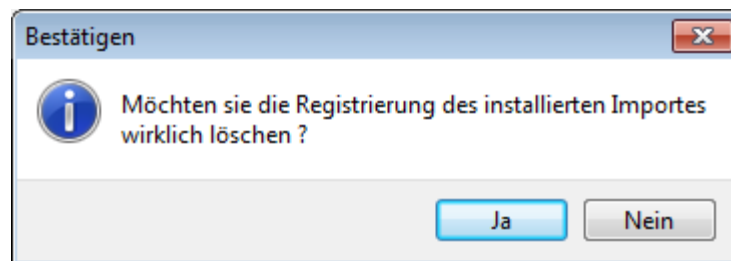 Bestätigen
Möchten sie die Registrierung des installierten Importes
wirklich löschen ?
Ja
Nein